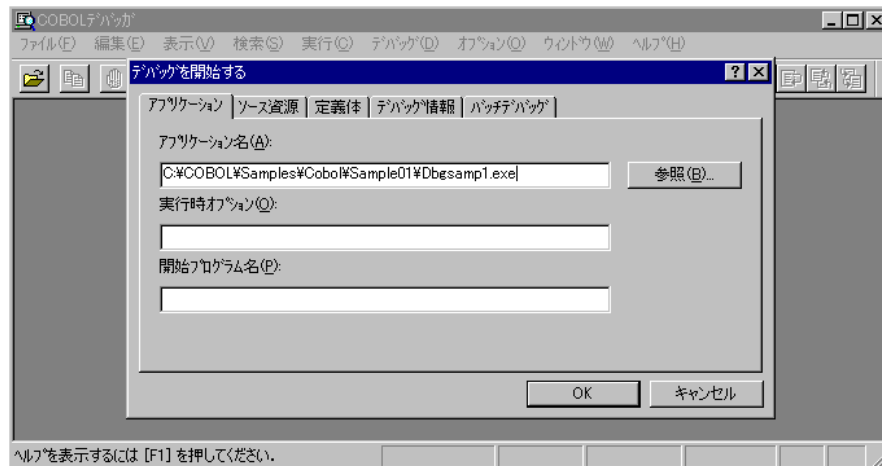 COBOLデバッガ
ファイル(F) 編集(E) 表示(V) 検索(S) 実行(C) デバッグ(D) オプション(O) ウィンドウ(W) ヘルプ(H)
デバッグを開始する
アプリケーション ソース資源 定義体 デバッグ情報 バッチデバッグ
アプリケーション名(A):
C:¥COBOL¥Samples¥Cobol¥Sample01¥Dbgsamp1.exe
参照(B)...
実行時オプション(O):
開始プログラム名(P):
OK キャンセル
ヘルプを表示するには [F1] を押してください.